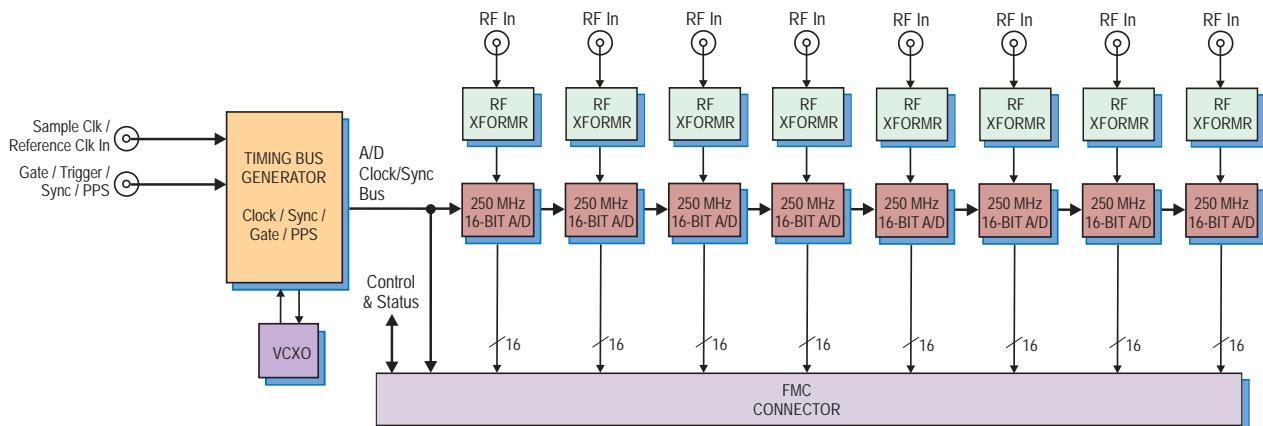 RF In RF In RF In RF In RF In RF In RF In RF In
RF XFORMR
RF XFORMR
RF XFORMR
RF XFORMR
RF XFORMR
RF XFORMR
RF XFORMR
RF XFORMR
Sample Clk /
Reference Clk In
Gate / Trigger /
Sync / PPS
TIMING BUS
GENERATOR
Clock / Sync /
Gate / PPS
A/D
Clock/Sync
Bus
250 MHz
16-BIT A/D
250 MHz
16-BIT A/D
250 MHz
16-BIT A/D
250 MHz
16-BIT A/D
250 MHz
16-BIT A/D
250 MHz
16-BIT A/D
250 MHz
16-BIT A/D
250 MHz
16-BIT A/D
Control
& Status
VCXO
16 16 16 16 16 16 16 16
FMC
CONNECTOR